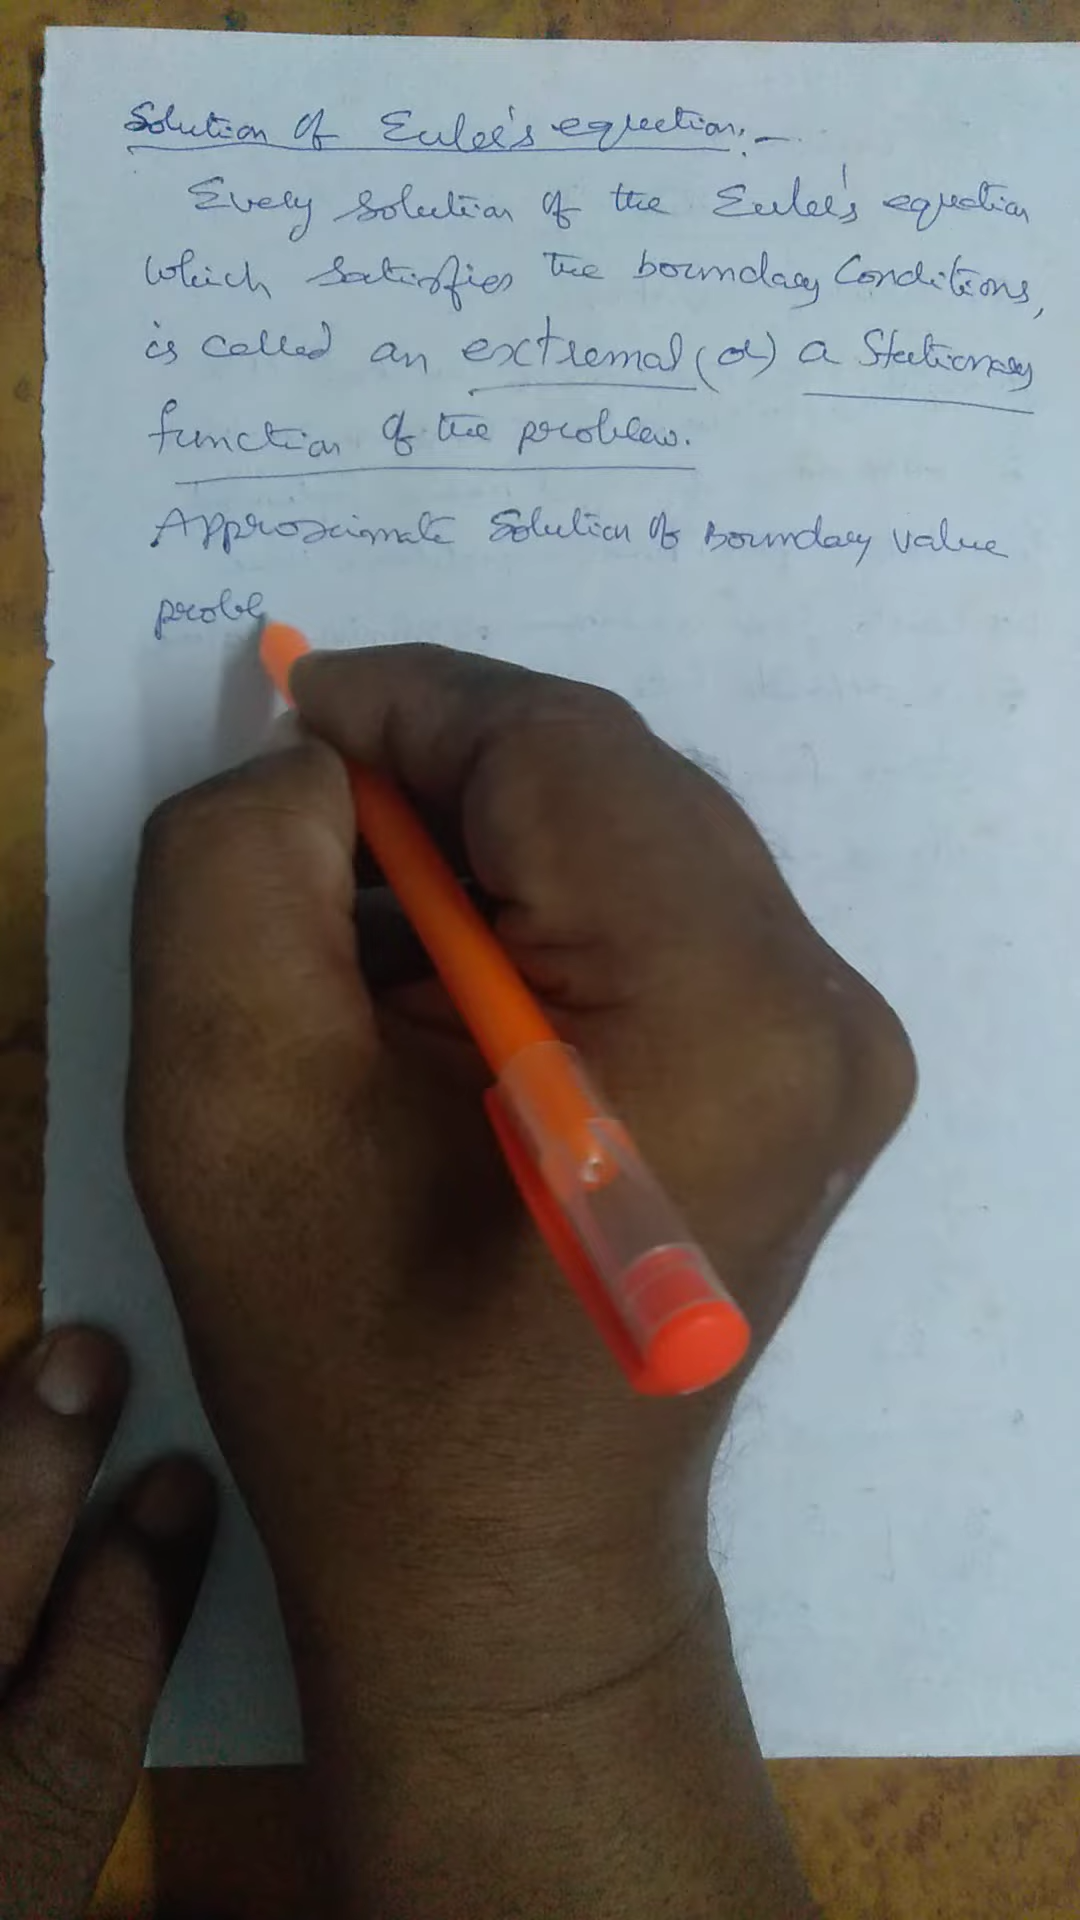 Solution of Euler's equation:-
Every solution of the Euler's equation
which satisfies the boundary Conditions,
is called an extremal (or) a Stationary
function of the problem.
Approximate Solution of Boundary value
probl